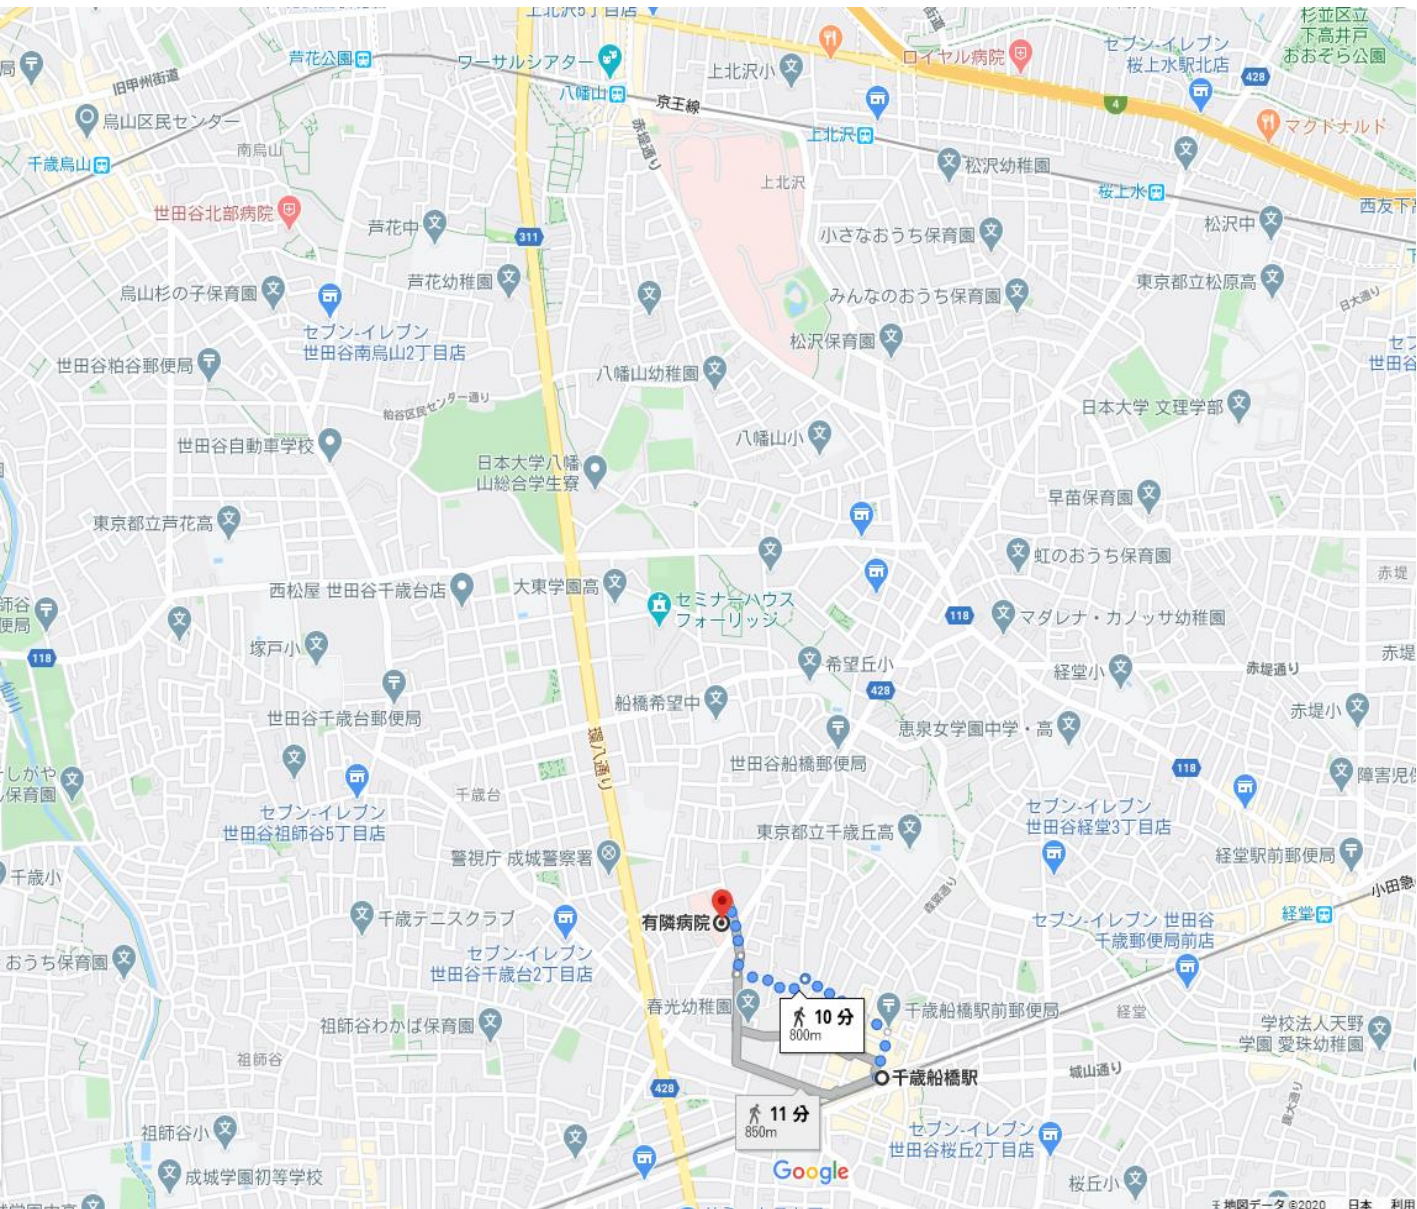 上北沢5丁目店
杉並区立
下高井戸
おおぞら公園
芦花公園
ワーサルシアター
上北沢小
ロイヤル病院
セブン-イレブン
桜上水駅北店
428
局
旧甲州街道
八幡山
京王線
4
マクドナルド
烏山区民センター
南烏山
赤堤通り
上北沢
松沢幼稚園
千歳烏山
上北沢
桜上水
西友下高
世田谷北部病院
芦花中
311
小さなおうち保育園
松沢中
芦花幼稚園
東京都立松原高
烏山杉の子保育園
みんなのおうち保育園
日大通り
セブン-イレブン
世田谷南烏山2丁目店
松沢保育園
世田谷粕谷郵便局
八幡山幼稚園
粕谷区民センター通り
日本大学 文理学部
世田谷自動車学校
八幡山小
日本大学八幡
山総合学生寮
早苗保育園
東京都立芦花高
虹のおうち保育園
赤堤
西松屋 世田谷千歳台店
大東学園高
セミナーハウス
フォーリッジ
118
マダレナ・カノッサ幼稚園
塚戸小
118
希望丘小
経堂小
赤堤通り
赤堤
428
船橋希望中
世田谷千歳台郵便局
恵泉女学園中学・高
赤堤小
環八通り
世田谷船橋郵便局
118
千歳台
セブン-イレブン
世田谷祖師谷5丁目店
セブン-イレブン
世田谷経堂3丁目店
東京都立千歳丘高
警視庁 成城警察署
経堂駅前郵便局
千歳小
森繁通り
小田急
千歳テニスクラブ
有隣病院
セブン-イレブン 世田谷
千歳郵便局前店
経堂
おうち保育園
セブン-イレブン
世田谷千歳台2丁目店
春光幼稚園
10 分
800m
千歳船橋駅前郵便局
経堂
祖師谷わかば保育園
学校法人天野
学園 愛珠幼稚園
祖師谷
千歳船橋駅
城山通り
428
11 分
850m
農大通り
祖師谷小
セブン-イレブン
世田谷桜丘2丁目店
成城学園初等学校
Google
桜丘小
地図データ ©2020 日本 利用